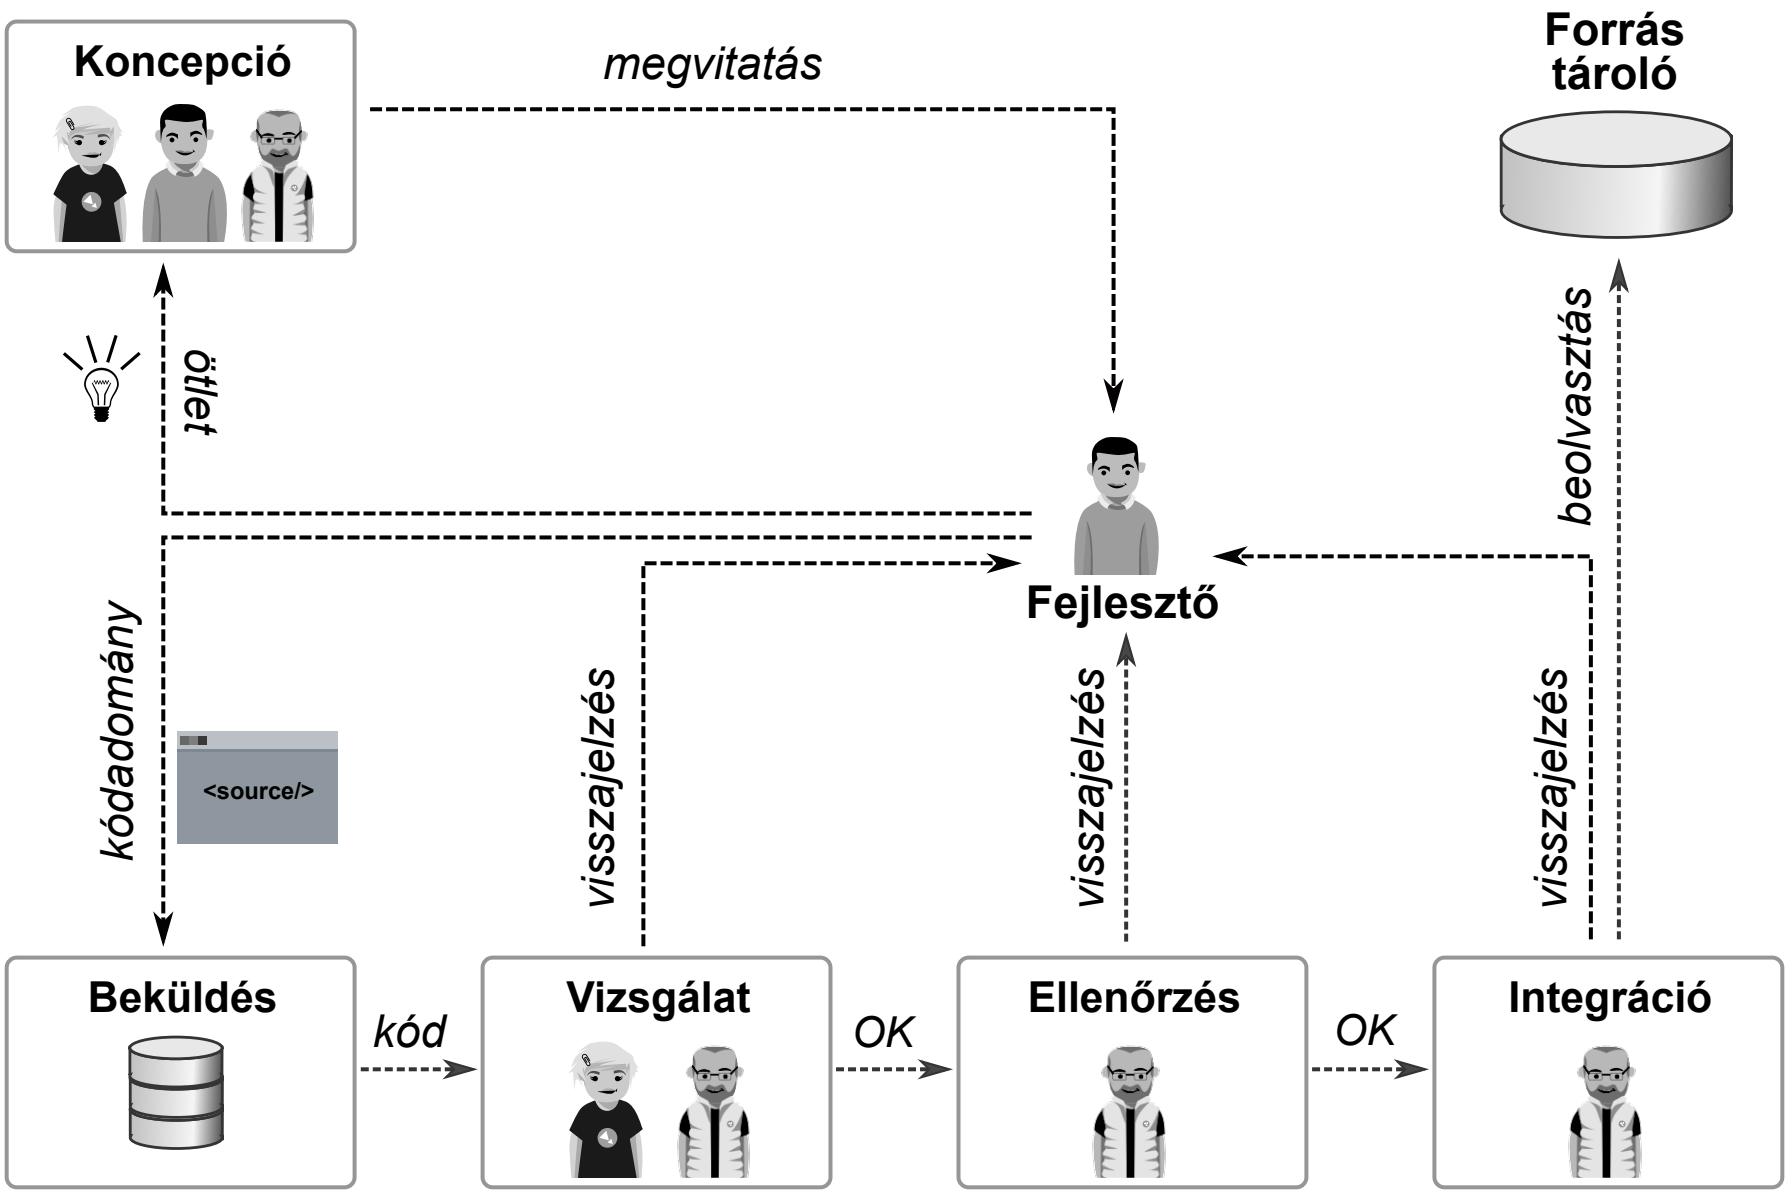 Koncepció
megvitatás
Forrás
tároló
ötlet
beolvasztás
Fejlesztő
kódadomány
<source/>
visszajelzés
visszajelzés
visszajelzés
Beküldés
kód
Vizsgálat
OK
Ellenőrzés
OK
Integráció